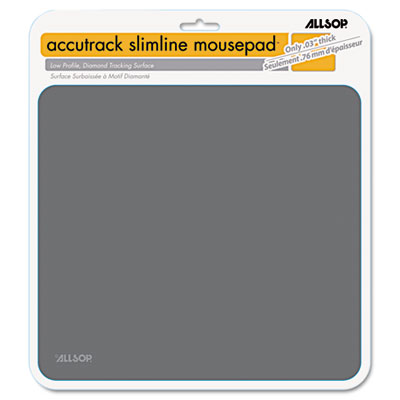 ALLSOP
accutrack slimline mousepad
Only .03" thick
Seulement .76 mm d'épaisseur
Low Profile, Diamond Tracking Surface
Surface Surbaissée à Motif Diamanté
ALLSOP